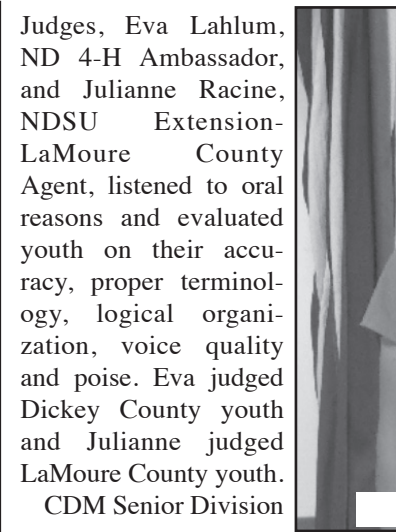 Judges, Eva Lahlum,
ND 4-H Ambassador,
and Julianne Racine,
NDSU Extension-
LaMoure County
Agent, listened to oral
reasons and evaluated
youth on their accu-
racy, proper terminol-
ogy, logical organi-
zation, voice quality
and poise. Eva judged
Dickey County youth
and Julianne judged
LaMoure County youth.
CDM Senior Division